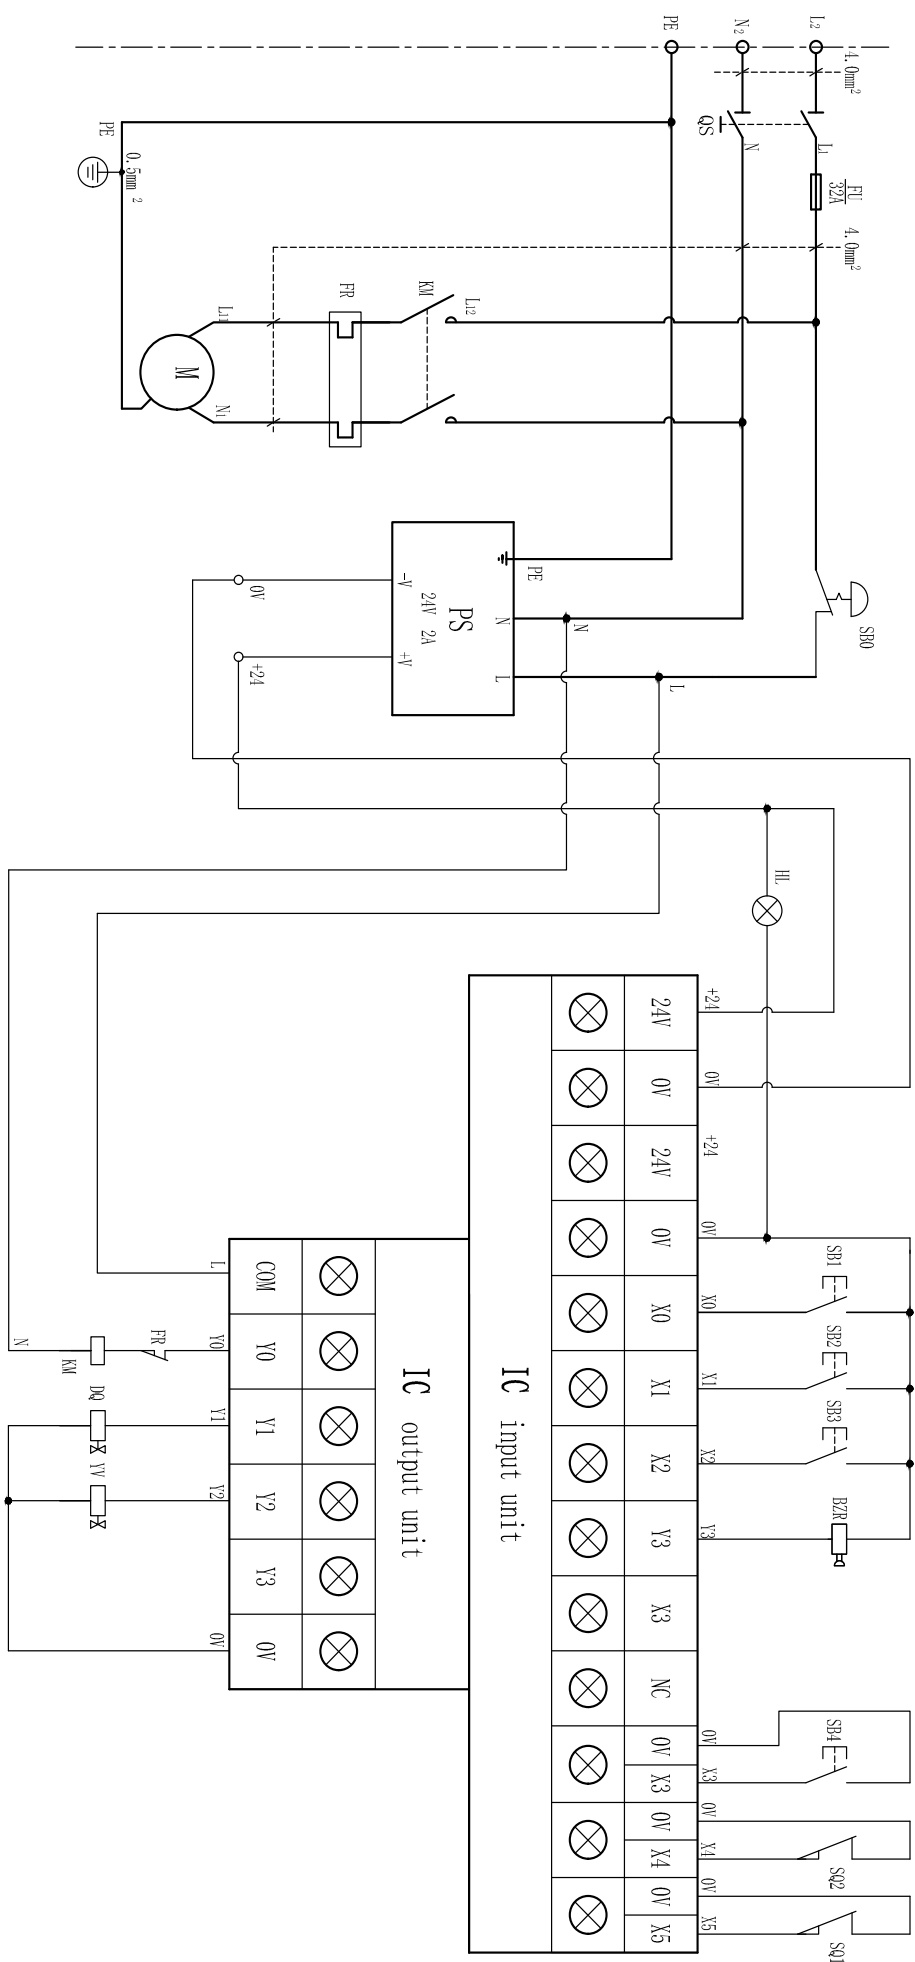 L2
N2
PE
4.0mm²
QS
L1
N
FU
32A
4.0mm²
PE
0.5mm²
L11
M
N1
FR
KM
L12
SB0
PE
N
L
PS
24V 2A
-V
+V
N
L
0V
+24
HL
+24
0V
+24
0V
X0
X1
X2
Y3
0V
X3
0V
X4
0V
X5
SB1
SB2
SB3
BZR
SB4
SQ2
SQ1
24V
0V
24V
0V
X0
X1
X2
Y3
X3
NC
0V
X3
0V
X4
0V
X5
IC input unit
IC output unit
COM
Y0
Y1
Y2
Y3
0V
L
Y0
Y1
Y2
0V
FR
N
KM
DQ
YV